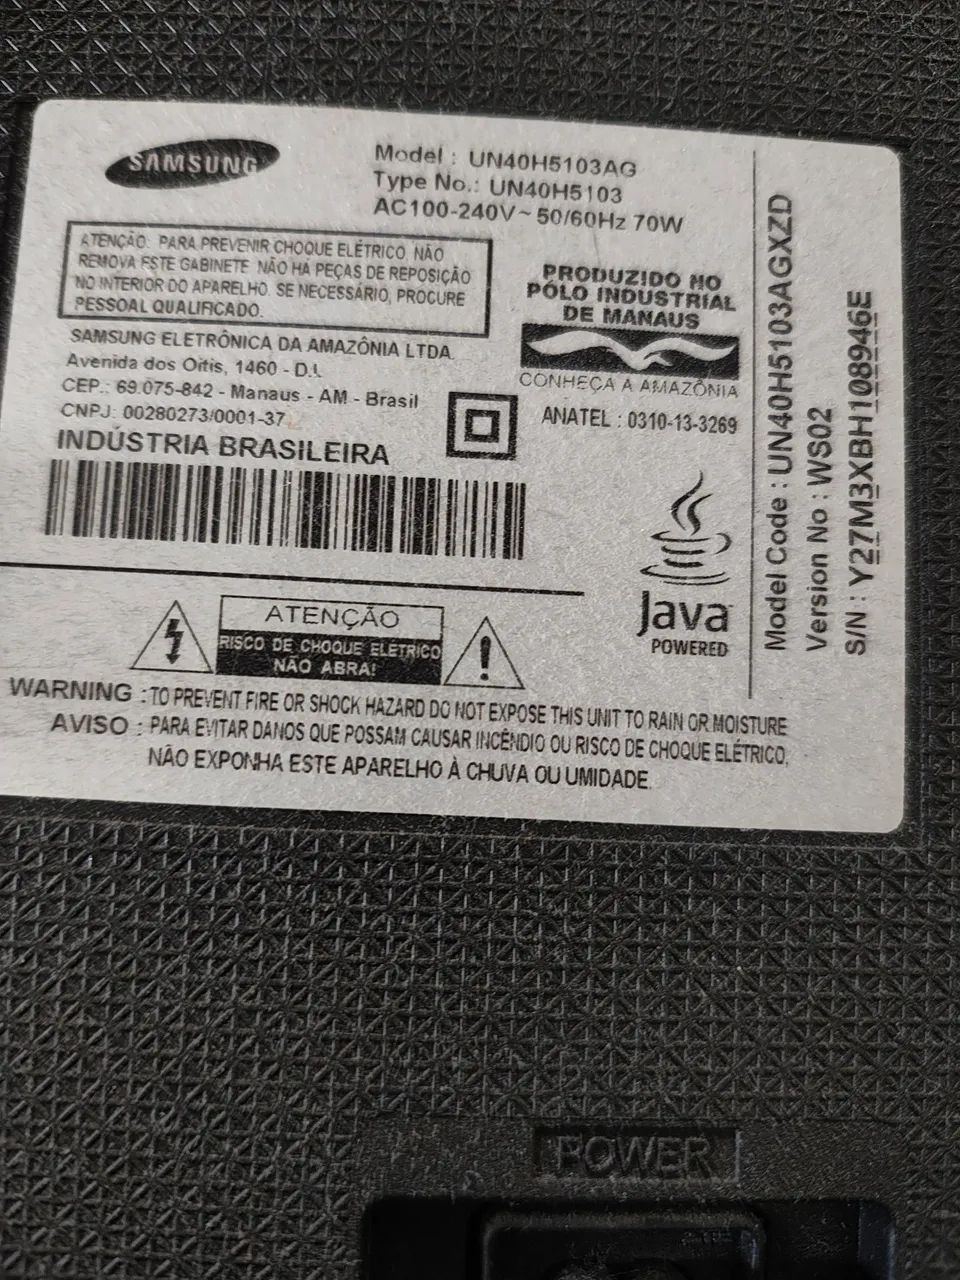 SAMSUNG
Model : UN40H5103AG
Type No.: UN40H5103
AC100-240V~ 50/60Hz 70W
ATENÇÃO: PARA PREVENIR CHOQUE ELÉTRICO, NÃO
REMOVA ESTE GABINETE. NÃO HÁ PEÇAS DE REPOSIÇÃO
NO INTERIOR DO APARELHO. SE NECESSÁRIO, PROCURE
PESSOAL QUALIFICADO.
SAMSUNG ELETRÔNICA DA AMAZÔNIA LTDA.
Avenida dos Oitis, 1460 - D.I.
CEP.: 69.075-842 - Manaus - AM - Brasil
CNPJ: 00280273/0001-37
INDÚSTRIA BRASILEIRA
PRODUZIDO NO
PÓLO INDUSTRIAL
DE MANAUS
CONHEÇA A AMAZÔNIA
ANATEL : 0310-13-3269
Java
POWERED
Model Code : UN40H5103AGXZD
Version No : WS02
S/N : Y27M3XBH108946E
ATENÇÃO
RISCO DE CHOQUE ELÉTRICO
NÃO ABRA!
WARNING : TO PREVENT FIRE OR SHOCK HAZARD DO NOT EXPOSE THIS UNIT TO RAIN OR MOISTURE
AVISO : PARA EVITAR DANOS QUE POSSAM CAUSAR INCÊNDIO OU RISCO DE CHOQUE ELÉTRICO,
NÃO EXPONHA ESTE APARELHO À CHUVA OU UMIDADE.
POWER